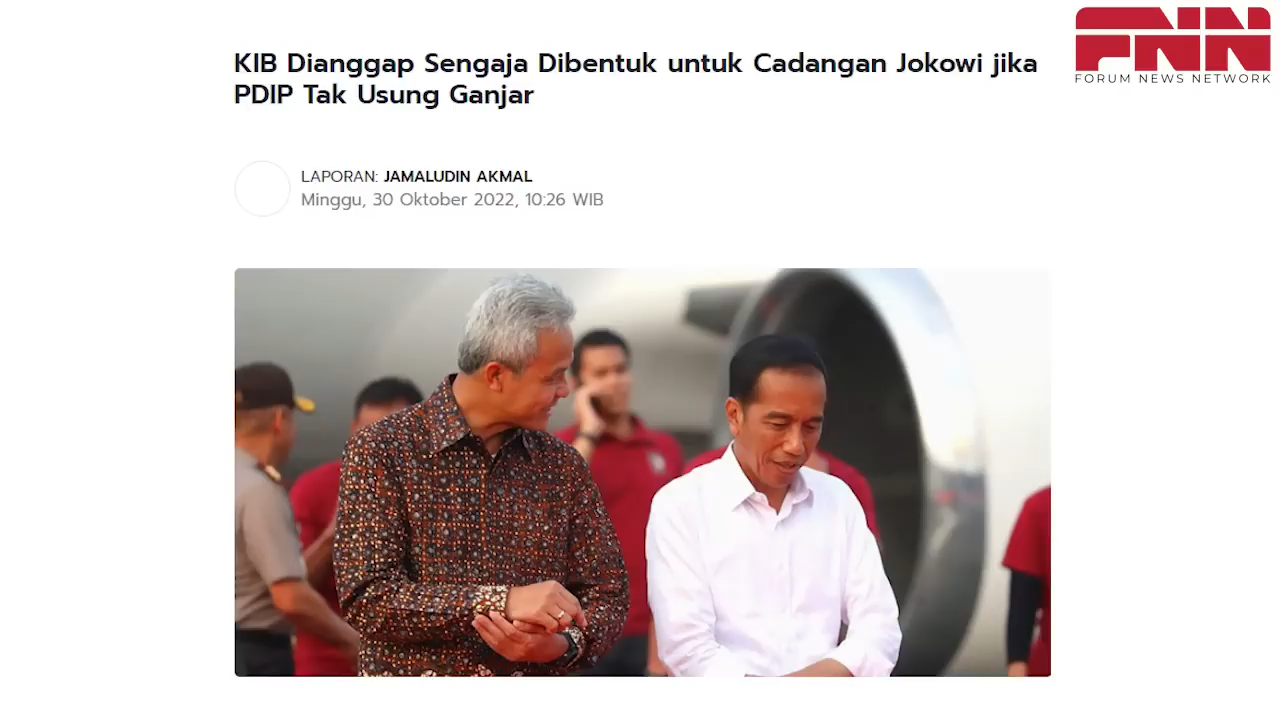 FNN
FORUM NEWS NETWORK
KIB Dianggap Sengaja Dibentuk untuk Cadangan Jokowi jika
PDIP Tak Usung Ganjar
LAPORAN: JAMALUDIN AKMAL
Minggu, 30 Oktober 2022, 10:26 WIB